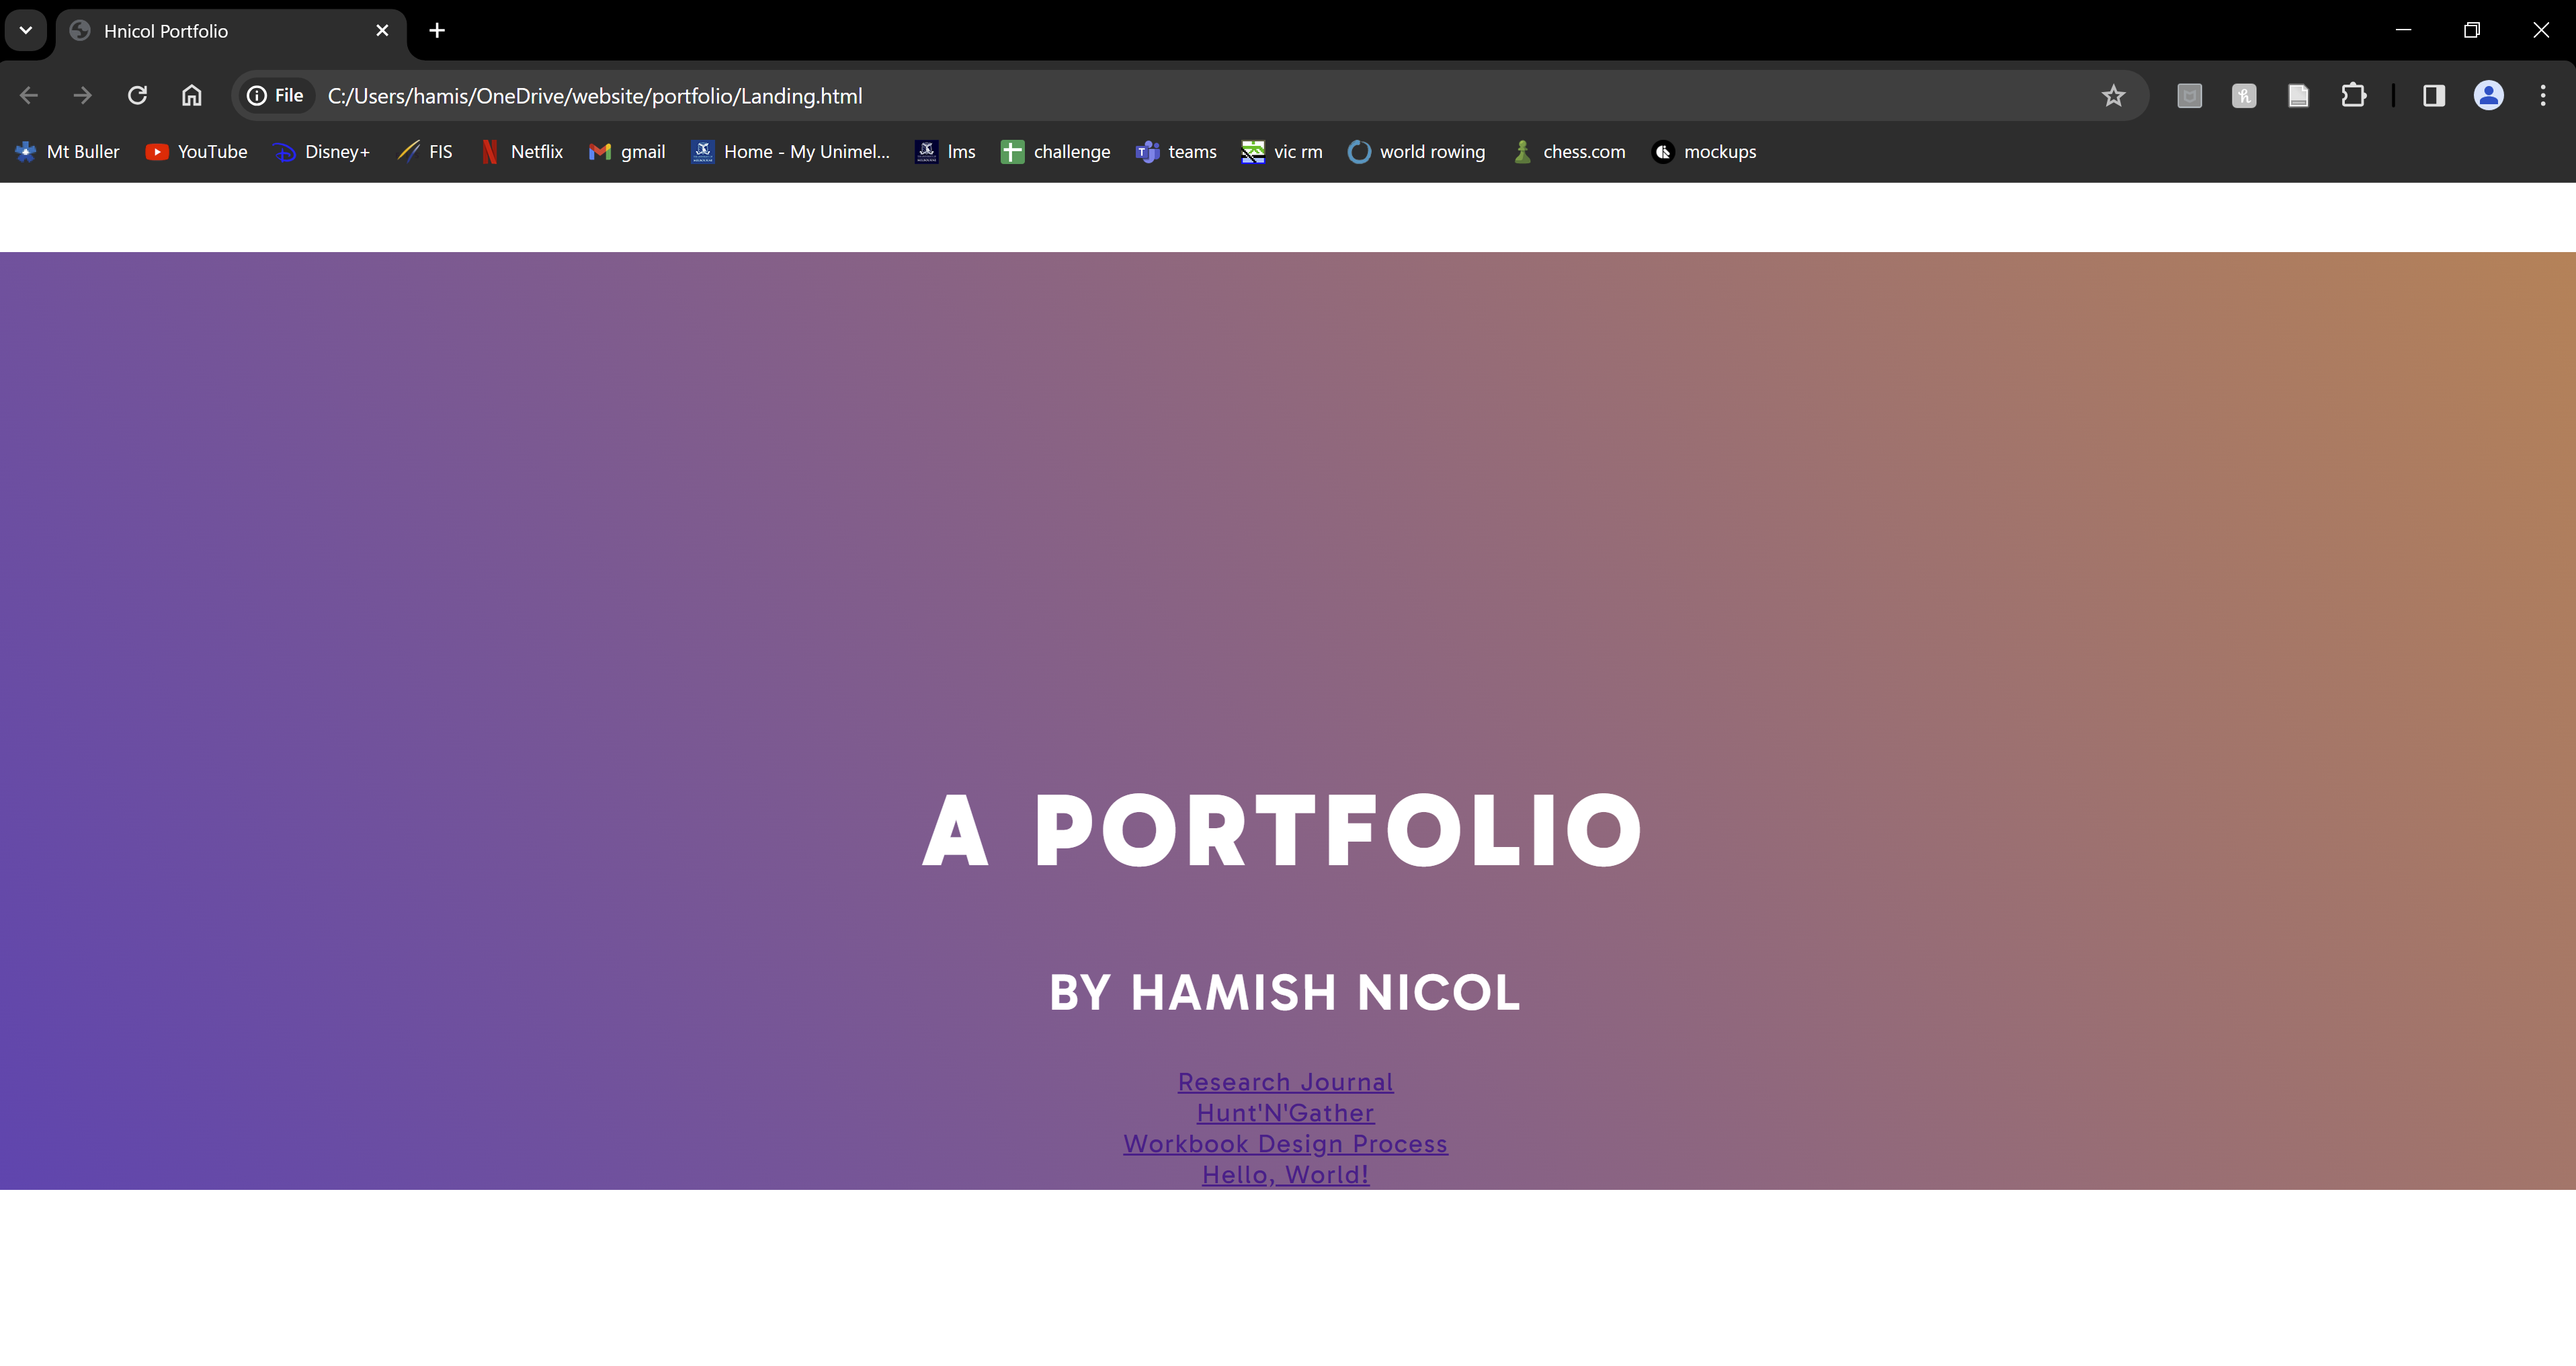 Hnicol Portfolio
File C:/Users/hamis/OneDrive/website/portfolio/Landing.html
Mt Buller YouTube Disney+ FIS Netflix gmail Home - My Unimel... lms challenge teams vic rm world rowing chess.com mockups
A PORTFOLIO
BY HAMISH NICOL
Research Journal
Hunt'N'Gather
Workbook Design Process
Hello, World!